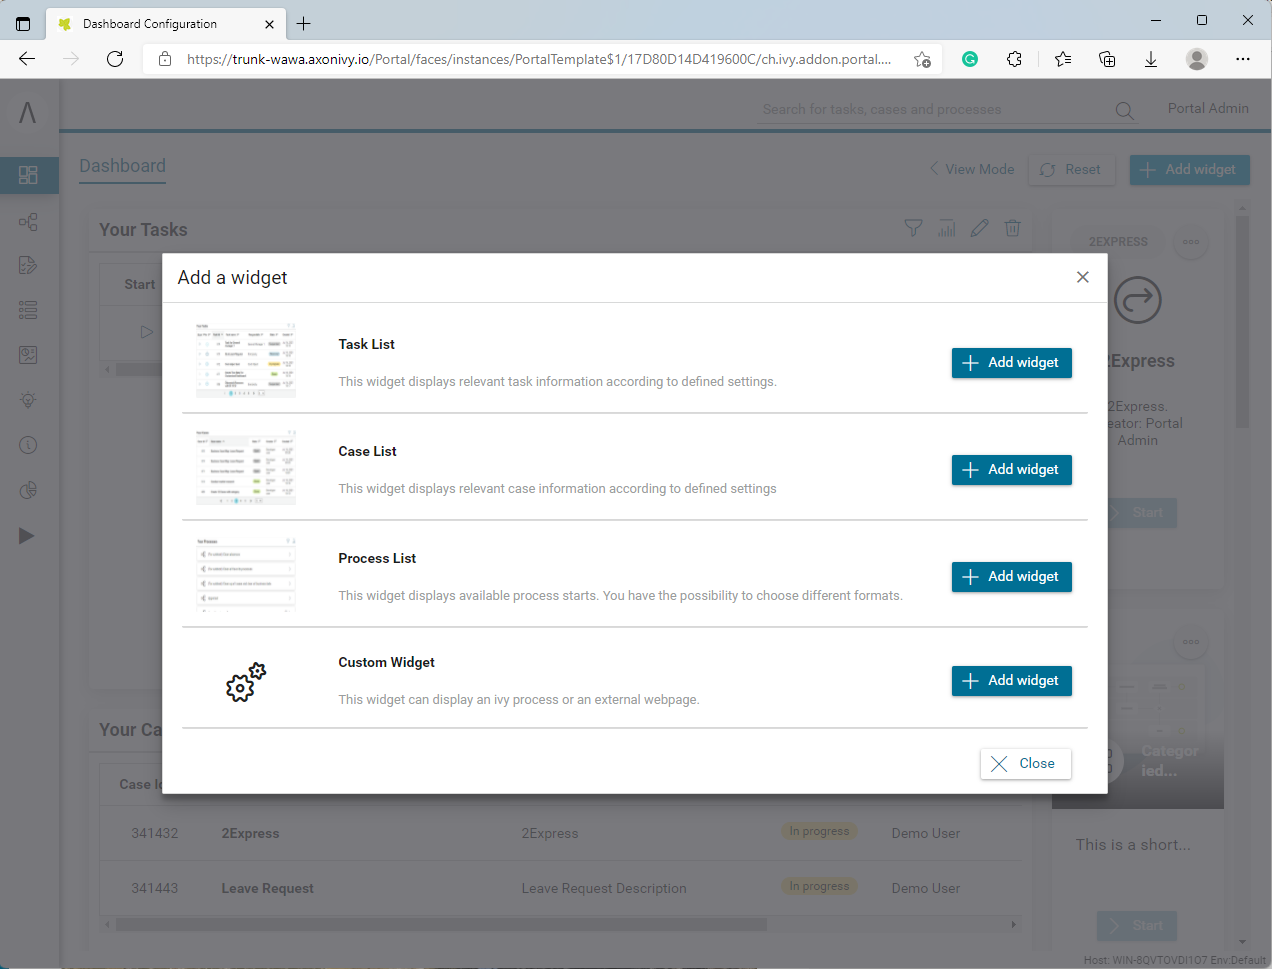 Dashboard Configuration
https://trunk-wawa.axonivy.io/Portal/faces/instances/PortalTemplate$1/17D80D14D419600C/ch.ivy.addon.portal....
Search for tasks, cases and processes
Portal Admin
Dashboard
View Mode
Reset
Add widget
Your Tasks
2EXPRESS
Start
Add a widget
Task List
This widget displays relevant task information according to defined settings.
Add widget
2Express
2Express.
eator: Portal
Admin
Case List
This widget displays relevant case information according to defined settings
Add widget
Start
Process List
This widget displays available process starts. You have the possibility to choose different formats.
Add widget
Custom Widget
This widget can display an ivy process or an external webpage.
Add widget
Close
Your Ca
Categor
ied...
Case Id
341432 2Express 2Express In progress Demo User
This is a short...
341443 Leave Request Leave Request Description In progress Demo User
Start
Host: WIN-8QVTOVDI1O7 Env:Default